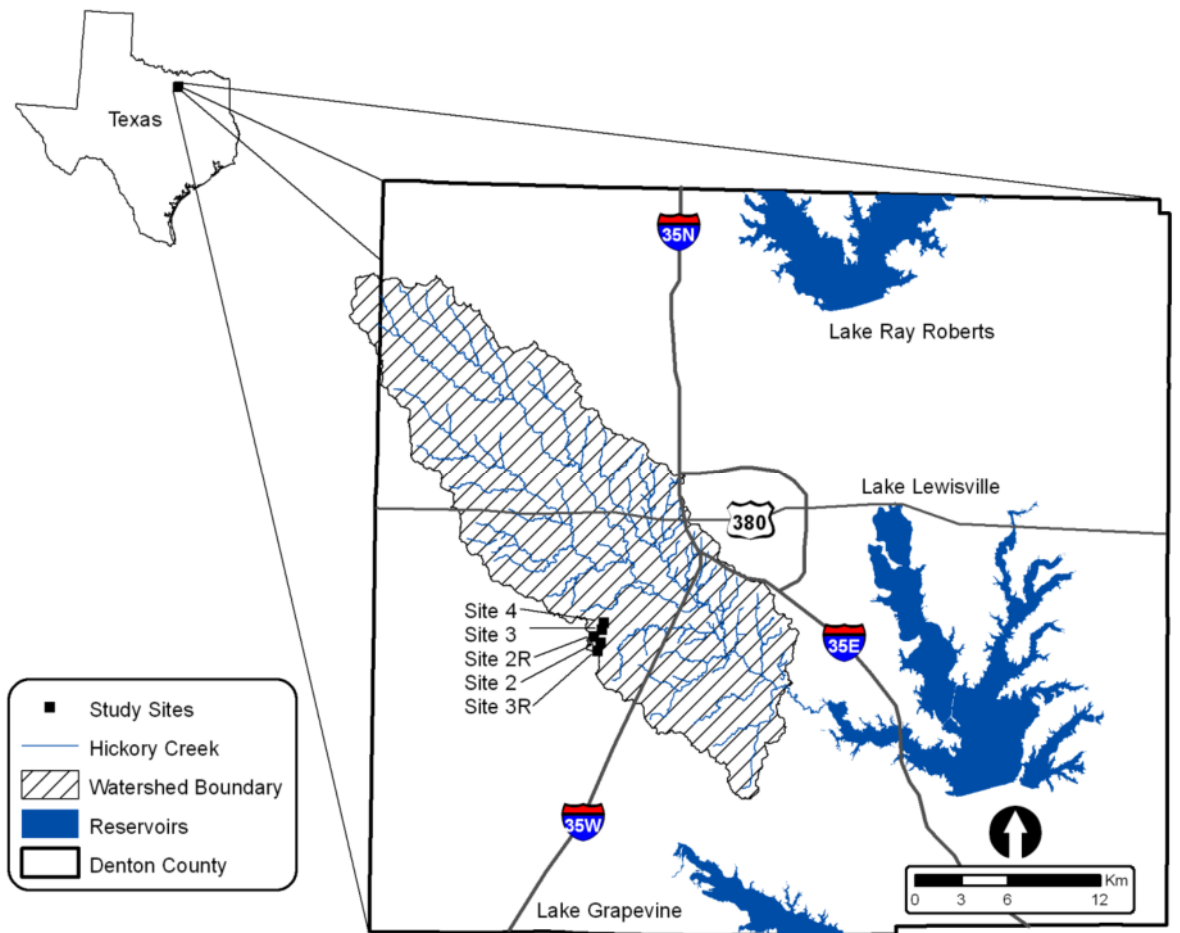 Texas
35N
Lake Ray Roberts
Lake Lewisville
380
Site 4
Site 3
Site 2R
Site 2
Site 3R
35E
Study Sites
Hickory Creek
Watershed Boundary
Reservoirs
Denton County
35W
Lake Grapevine
Km
0 3 6 12